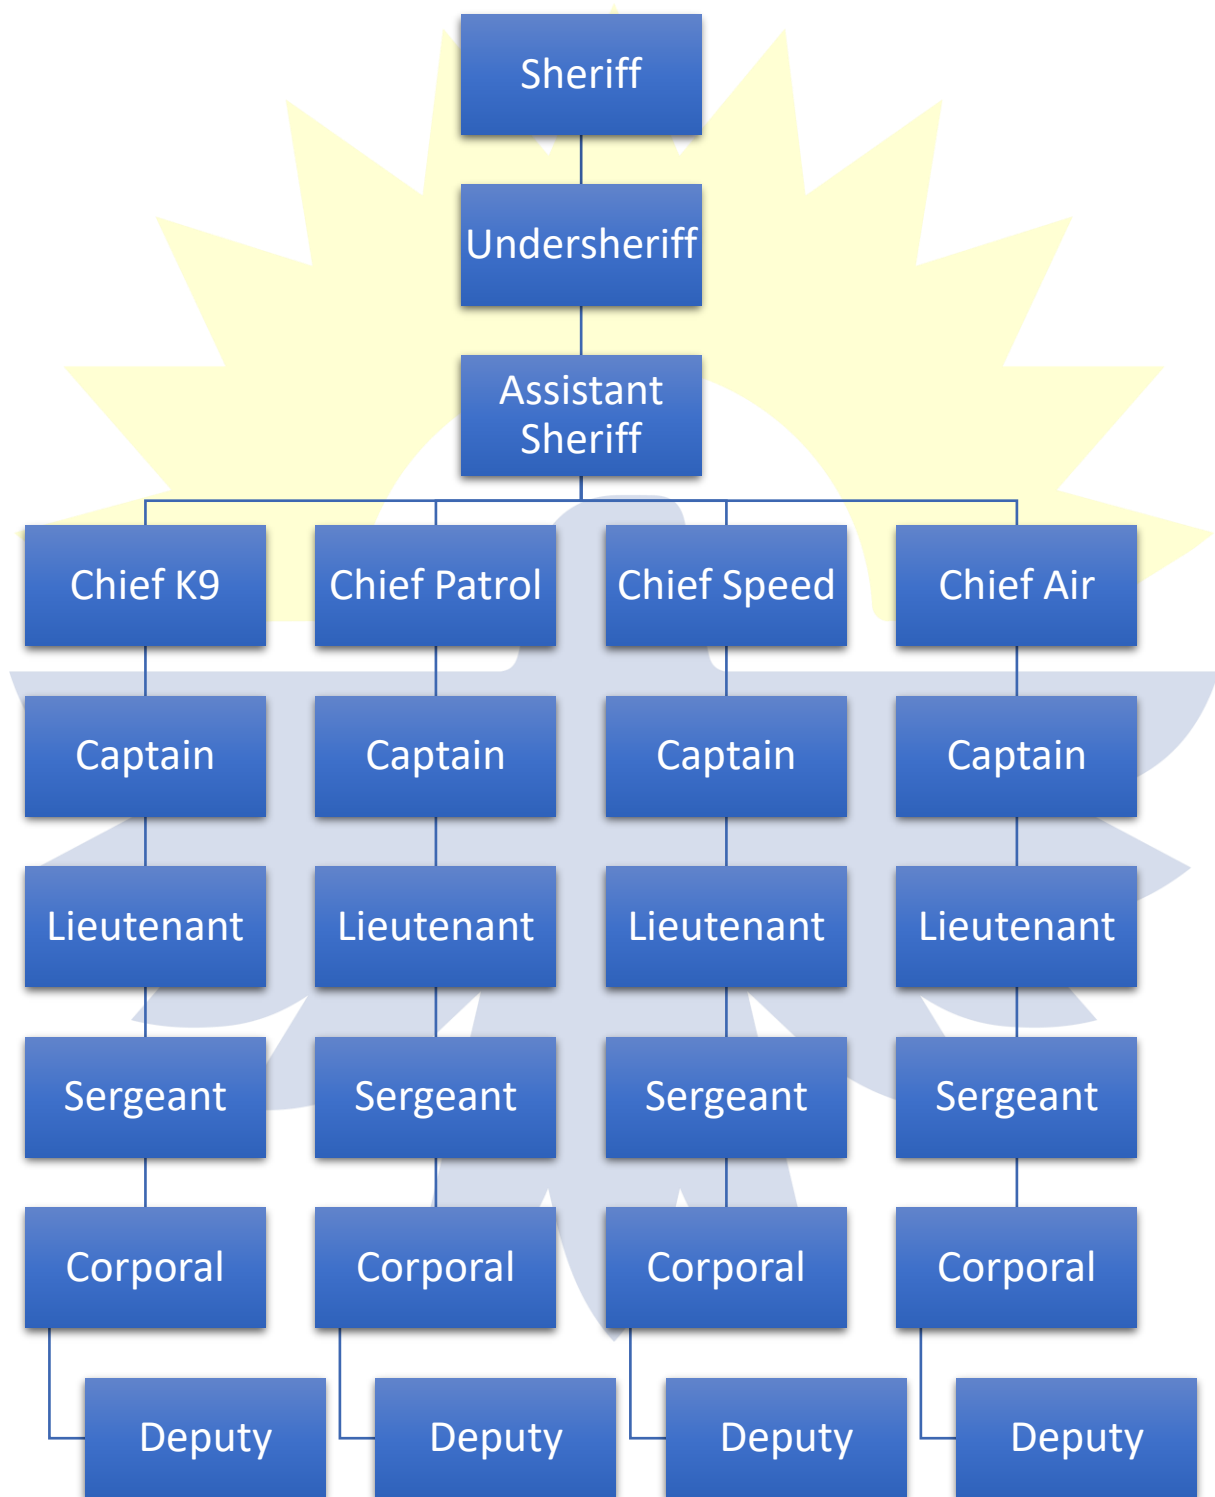 Sheriff
Undersheriff
Assistant
Sheriff
Chief K9
Chief Patrol
Chief Speed
Chief Air
Captain
Captain
Captain
Captain
Lieutenant
Lieutenant
Lieutenant
Lieutenant
Sergeant
Sergeant
Sergeant
Sergeant
Corporal
Corporal
Corporal
Corporal
Deputy
Deputy
Deputy
Deputy